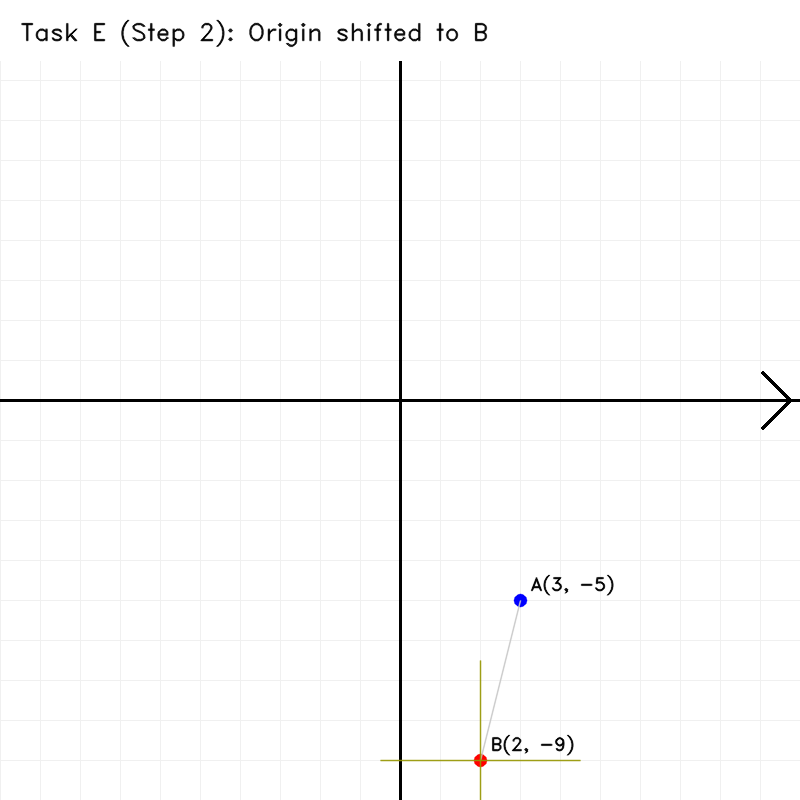 Task E (Step 2): Origin shifted to B
A(3, -5)
B(2, -9)